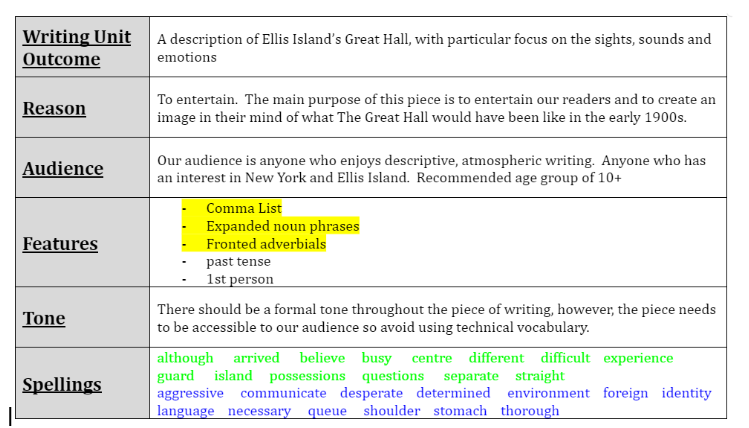 Writing Unit Outcome
A description of Ellis Island's Great Hall, with particular focus on the sights, sounds and
emotions
Reason
To entertain. The main purpose of this piece is to entertain our readers and to create an
image in their mind of what The Great Hall would have been like in the early 1900s.
Audience
Our audience is anyone who enjoys descriptive, atmospheric writing. Anyone who has
an interest in New York and Ellis Island. Recommended age group of 10+
Features
- Comma List
- Expanded noun phrases
- Fronted adverbials
- past tense
- 1st person
Tone
There should be a formal tone throughout the piece of writing, however, the piece needs
to be accessible to our audience so avoid using technical vocabulary.
Spellings
although arrived believe busy centre different difficult experience
guard island possessions questions separate straight
aggressive communicate desperate determined environment foreign identity
language necessary queue shoulder stomach thorough